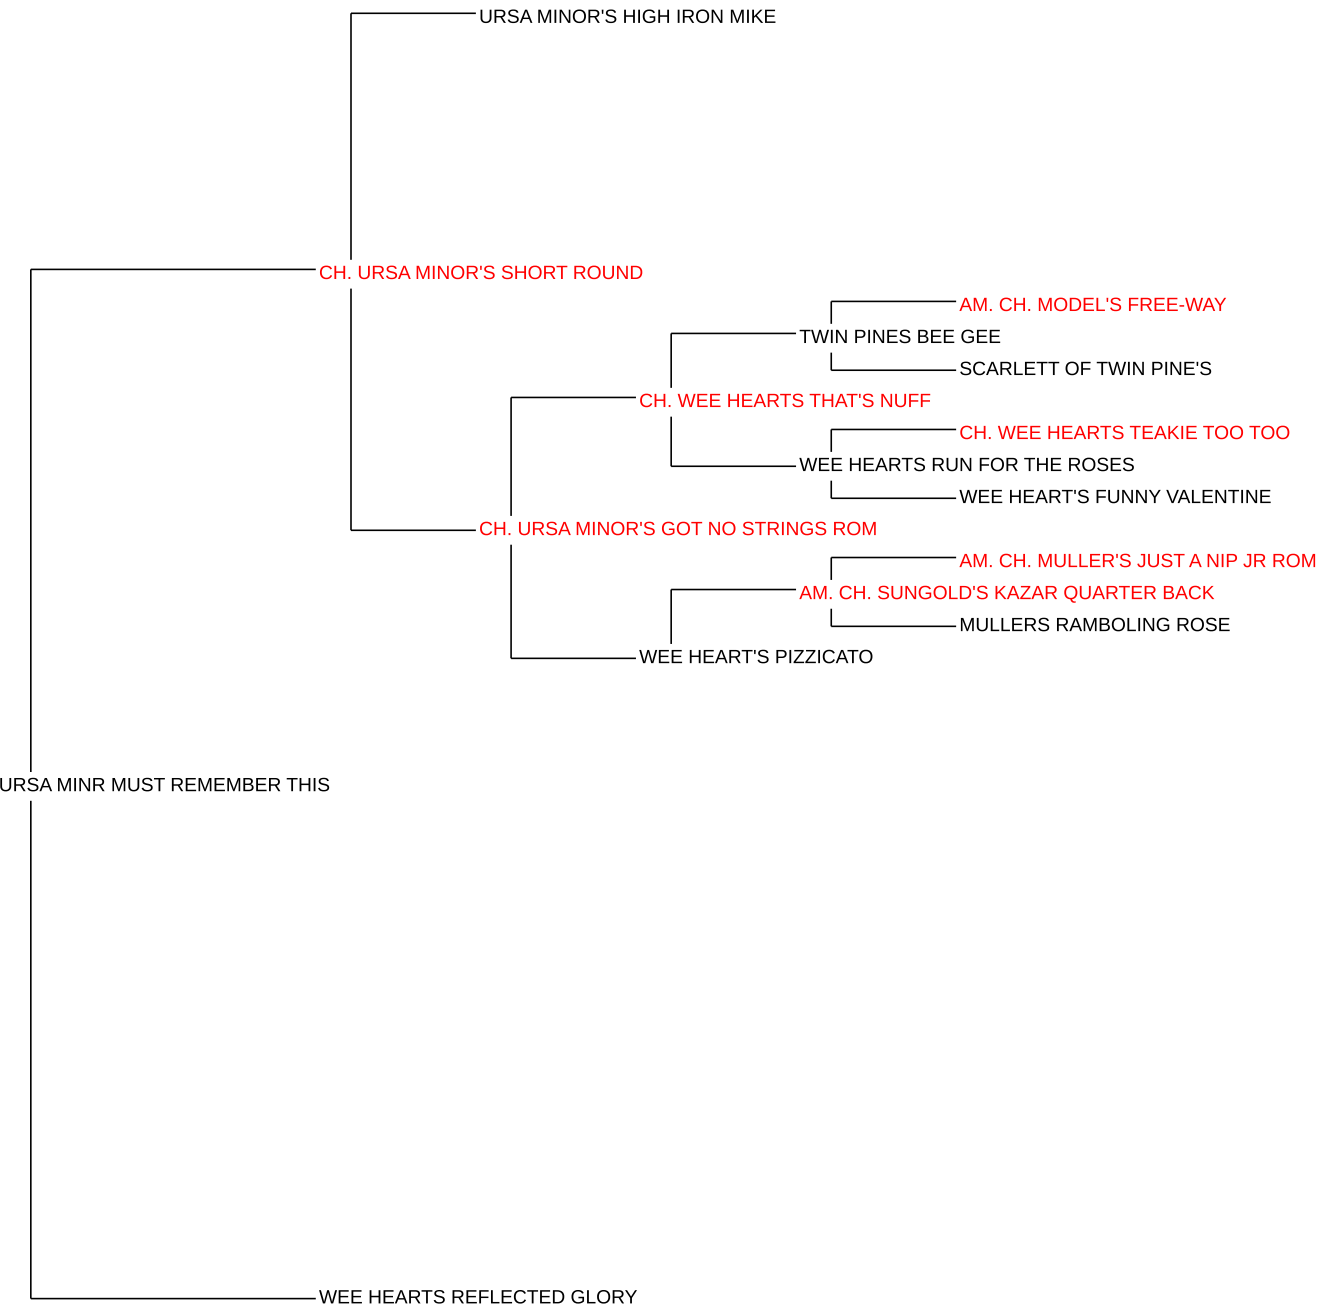 URSA MINOR'S HIGH IRON MIKE
CH. URSA MINOR'S SHORT ROUND
AM. CH. MODEL'S FREE-WAY
TWIN PINES BEE GEE
SCARLETT OF TWIN PINE'S
CH. WEE HEARTS THAT'S NUFF
CH. WEE HEARTS TEAKIE TOO TOO
WEE HEARTS RUN FOR THE ROSES
WEE HEART'S FUNNY VALENTINE
CH. URSA MINOR'S GOT NO STRINGS ROM
AM. CH. MULLER'S JUST A NIP JR ROM
AM. CH. SUNGOLD'S KAZAR QUARTER BACK
MULLERS RAMBOLING ROSE
WEE HEART'S PIZZICATO
URSA MINR MUST REMEMBER THIS
WEE HEARTS REFLECTED GLORY